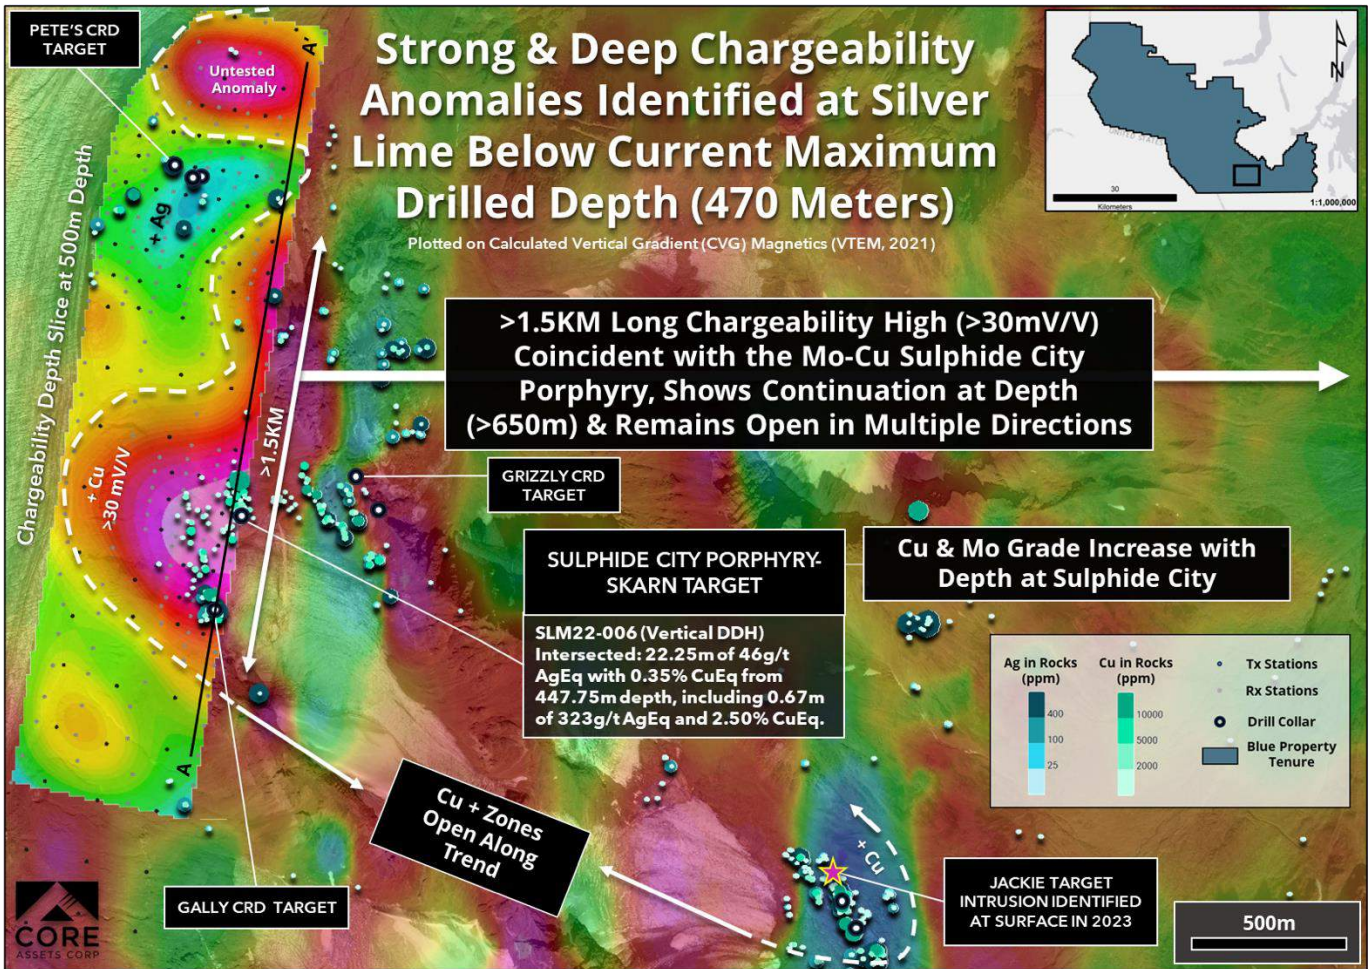 PETE'S CRD
TARGET
Untested
Anomaly
A'
Strong & Deep Chargeability
Anomalies Identified at Silver
Lime Below Current Maximum
Drilled Depth (470 Meters)
Plotted on Calculated Vertical Gradient (CVG) Magnetics (VTEM, 2021)
UNITED STATES
N
30
Kilometers
1:1,000,000
Chargeability Depth Slice at 500m Depth
+ Ag
>1.5KM Long Chargeability High (>30mV/V)
Coincident with the Mo-Cu Sulphide City
Porphyry, Shows Continuation at Depth
(>650m) & Remains Open in Multiple Directions
>1.5KM
+ Cu
>30 mV/V
GRIZZLY CRD
TARGET
SULPHIDE CITY PORPHYRY-
SKARN TARGET
SLM22-006 (Vertical DDH)
Intersected: 22.25m of 46g/t
AgEq with 0.35% CuEq from
447.75m depth, including 0.67m
of 323g/t AgEq and 2.50% CuEq.
Cu & Mo Grade Increase with
Depth at Sulphide City
Ag in Rocks
(ppm)
400
100
25
Cu in Rocks
(ppm)
10000
5000
2000
Tx Stations
Rx Stations
Drill Collar
Blue Property
Tenure
A
Cu + Zones
Open Along
Trend
+ Cu
GALLY CRD TARGET
JACKIE TARGET
INTRUSION IDENTIFIED
AT SURFACE IN 2023
500m
CORE
ASSETS CORP